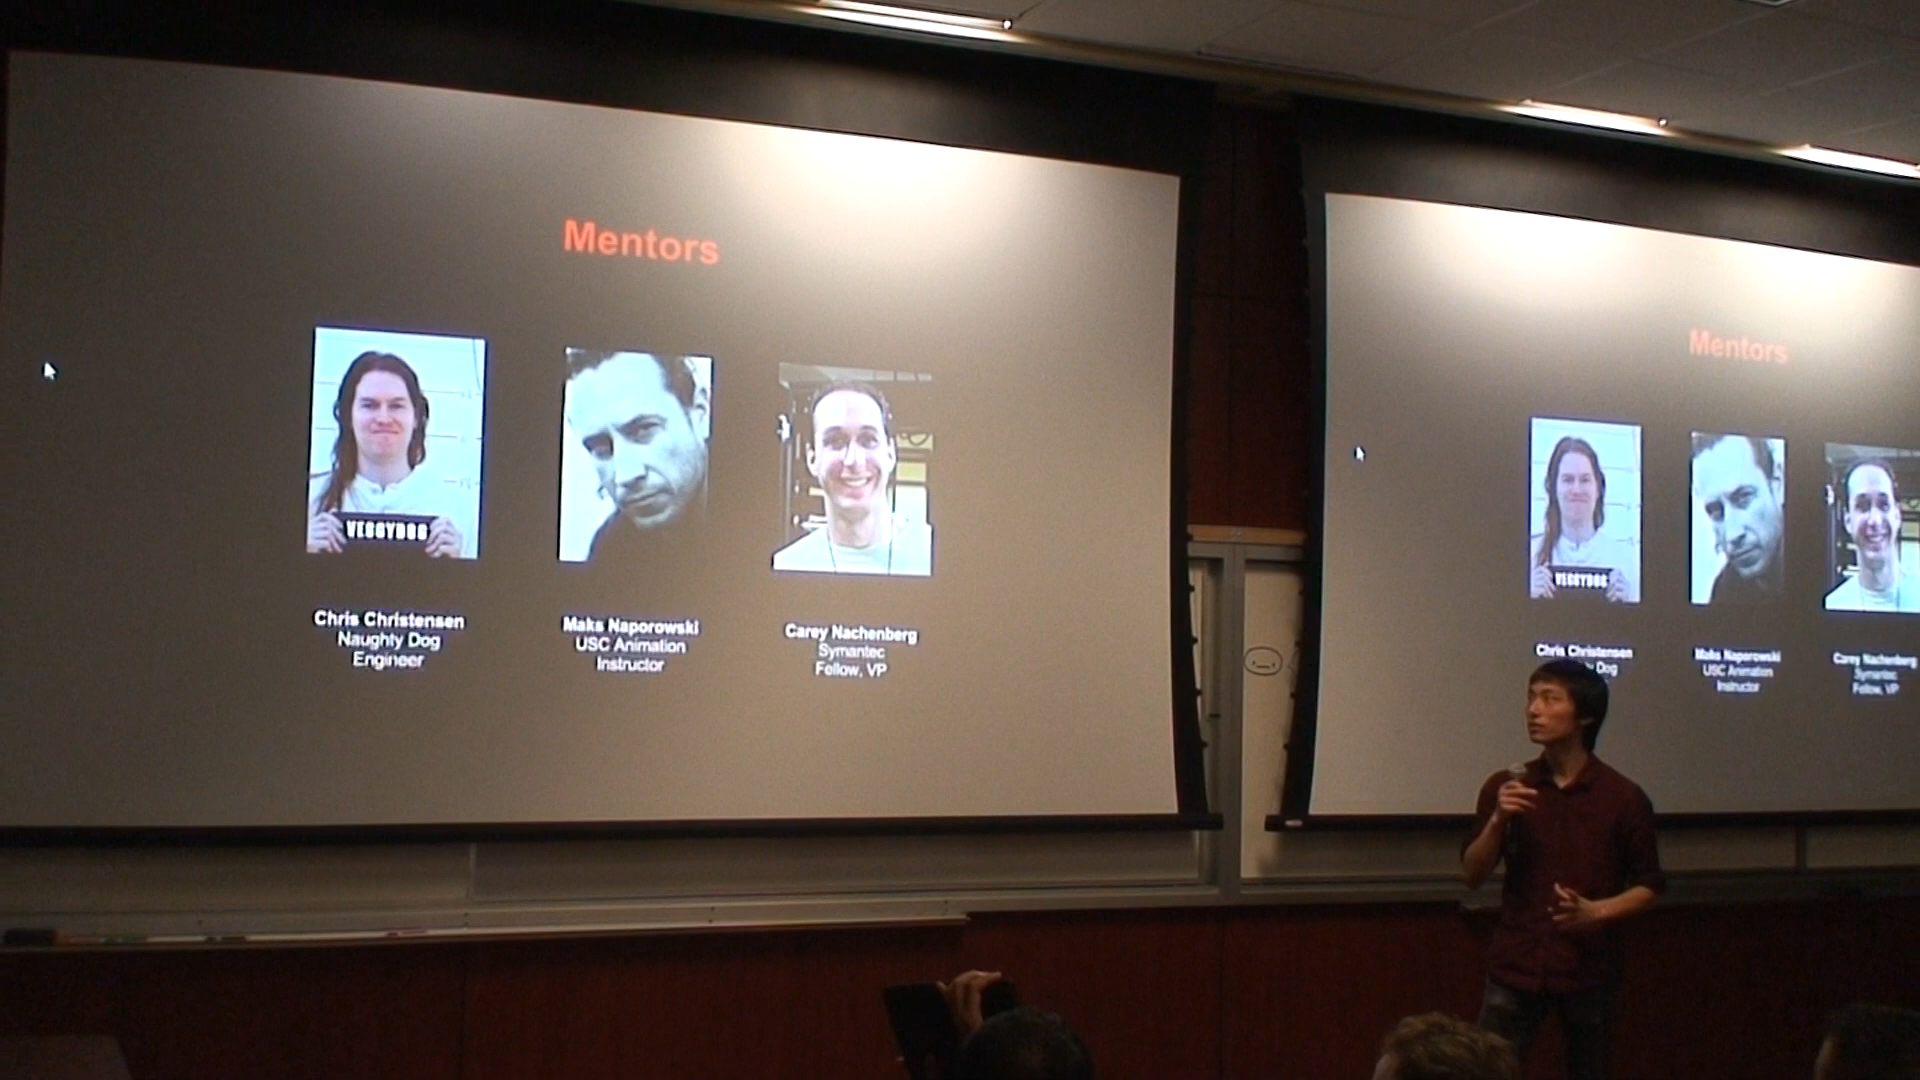 Mentors
VEGGYDOG
Chris Christensen
Naughty Dog
Engineer
Maks Naporowski
USC Animation
Instructor
Carey Nachenberg
Symantec
Fellow, VP
Mentors
VEGGYDOG
Chris Christensen
Dog
Maks Naporowski
USC Animation
Instructor
Carey Nachenberg
Symantec
Fellow, VP